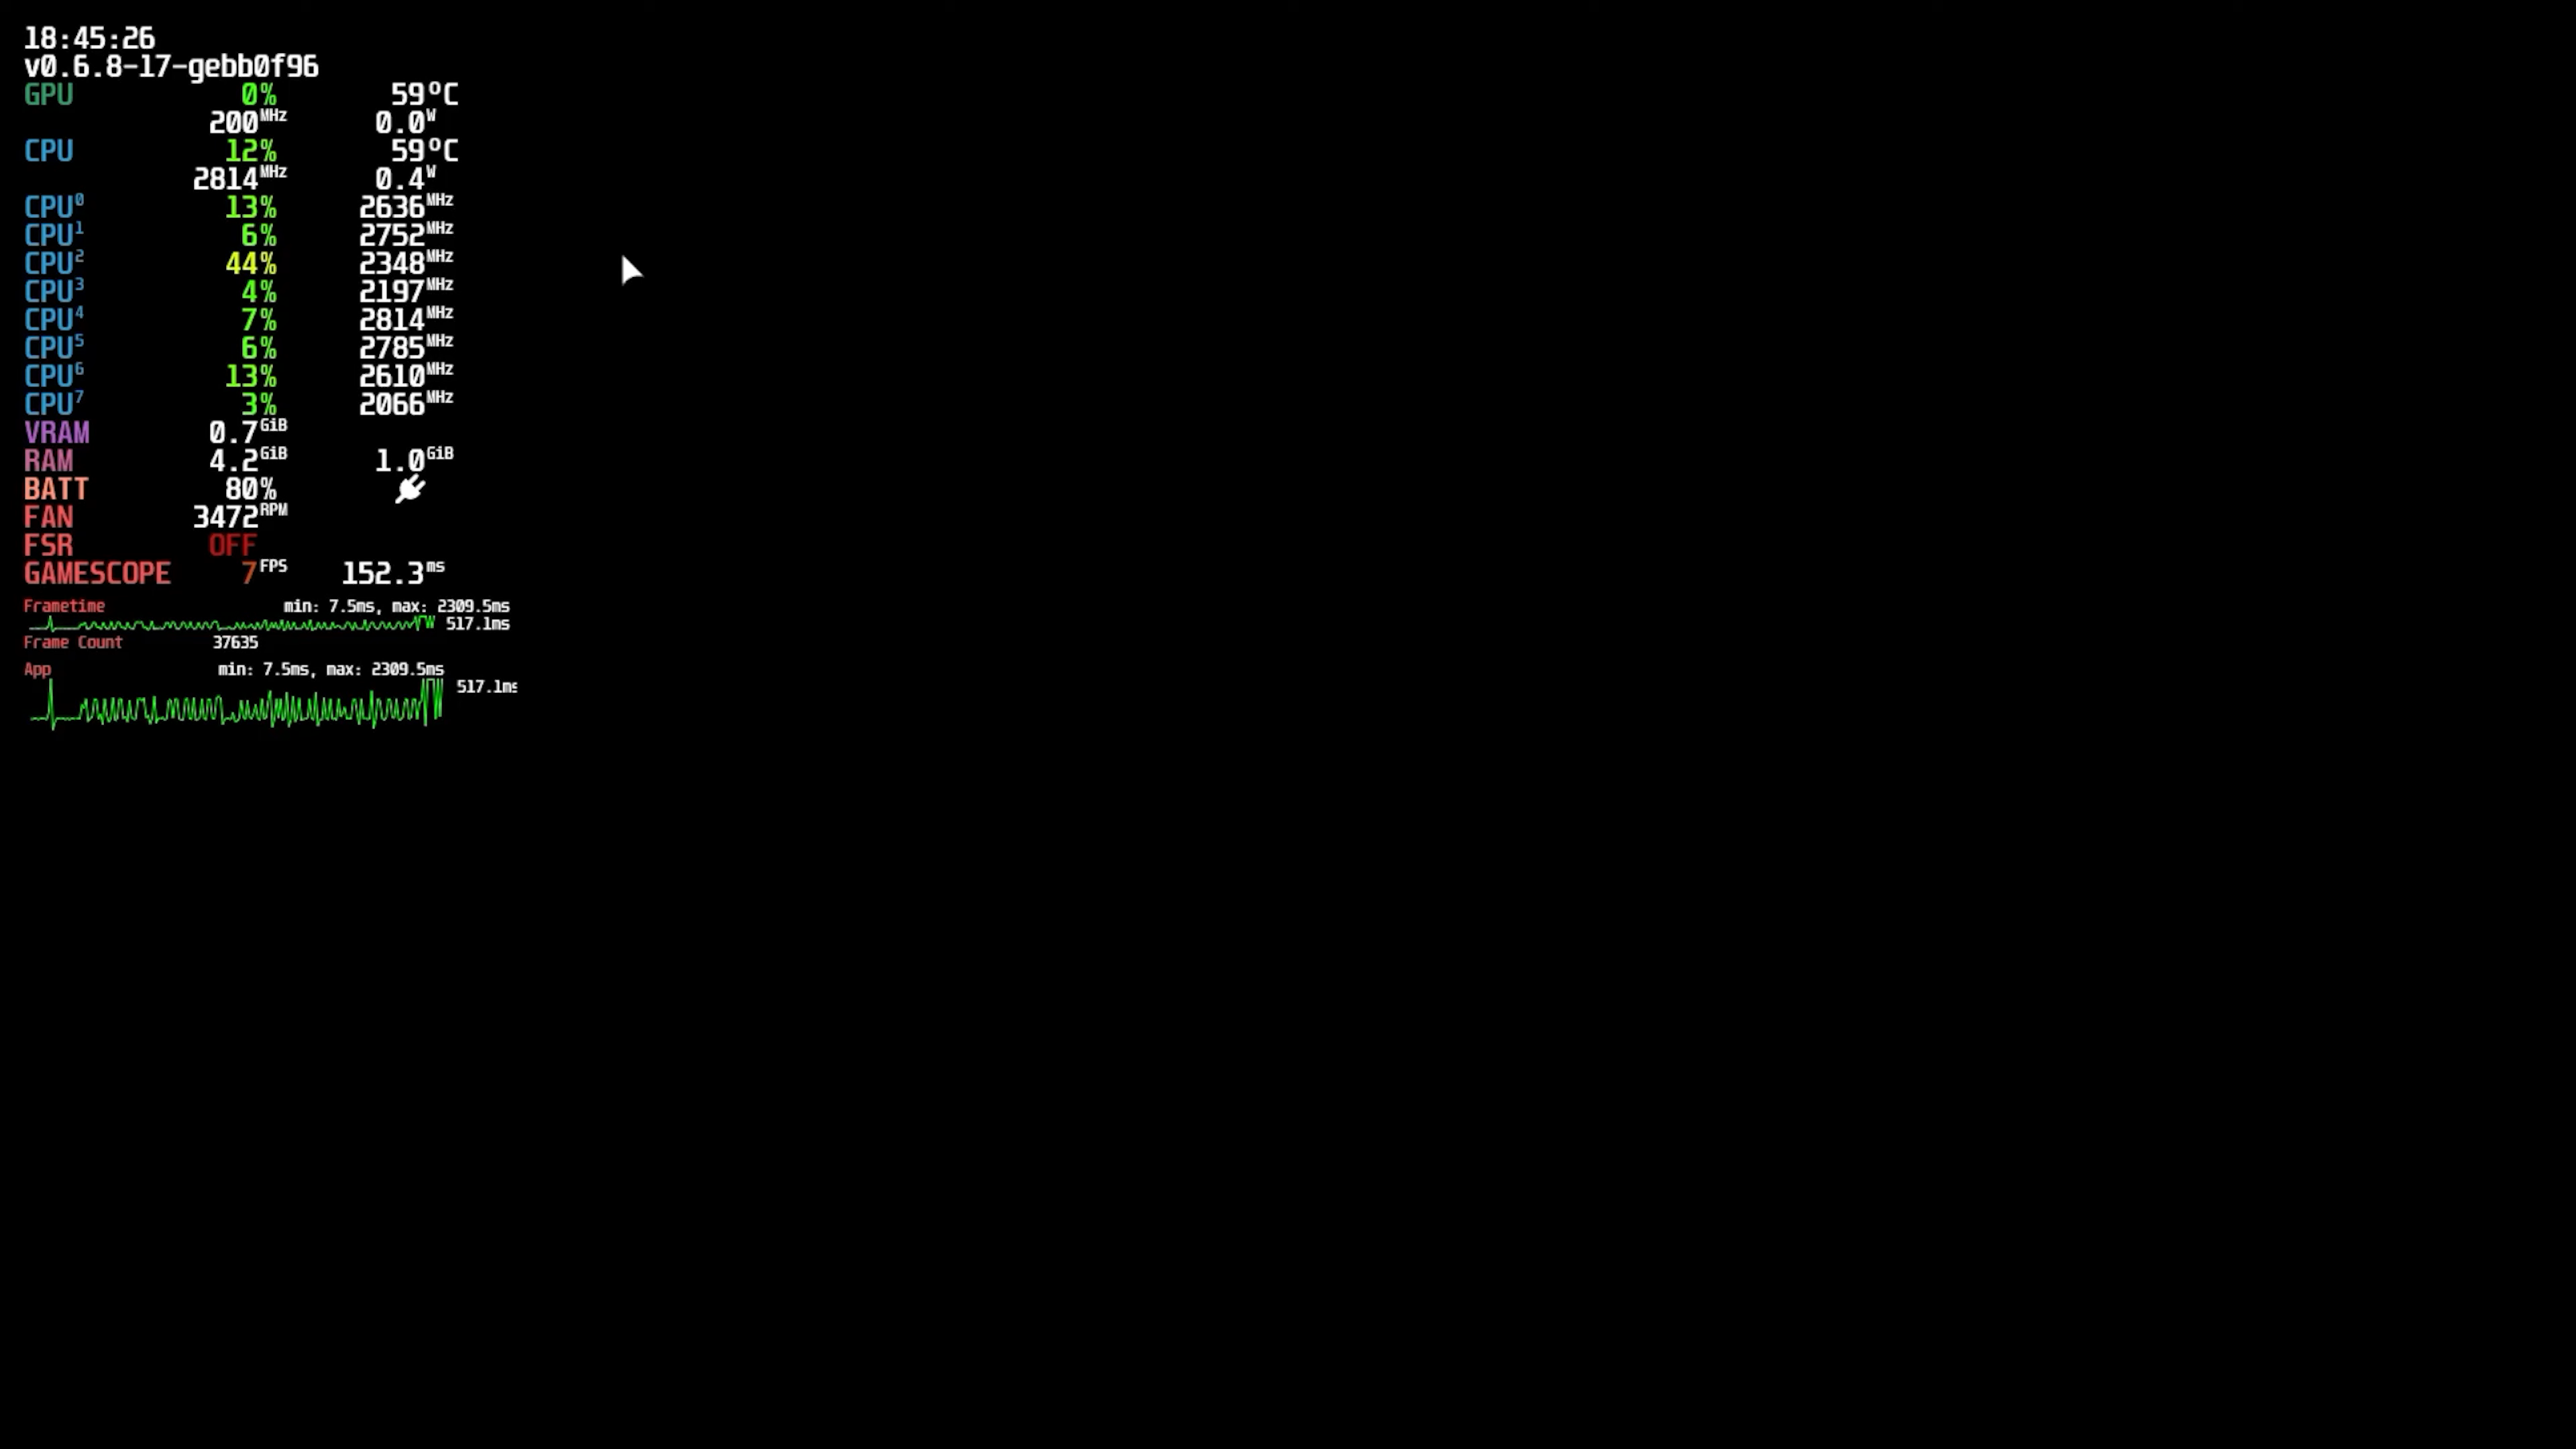 18:45:26
v0.6.8-17-gebb0f96
GPU 0% 59°C
200MHz 0.0W
CPU 12% 59°C
2814MHz 0.4W
CPU0 13% 2636MHz
CPU1 6% 2752MHz
CPU2 44% 2348MHz
CPU3 4% 2197MHz
CPU4 7% 2814MHz
CPU5 6% 2785MHz
CPU6 13% 2610MHz
CPU7 3% 2066MHz
VRAM 0.7GiB
RAM 4.2GiB 1.0GiB
BATT 80%
FAN 3472RPM
FSR OFF
GAMESCOPE 7FPS 152.3ms
Frametime min: 7.5ms, max: 2309.5ms
517.1ms
Frame Count 37635
App min: 7.5ms, max: 2309.5ms
517.1ms